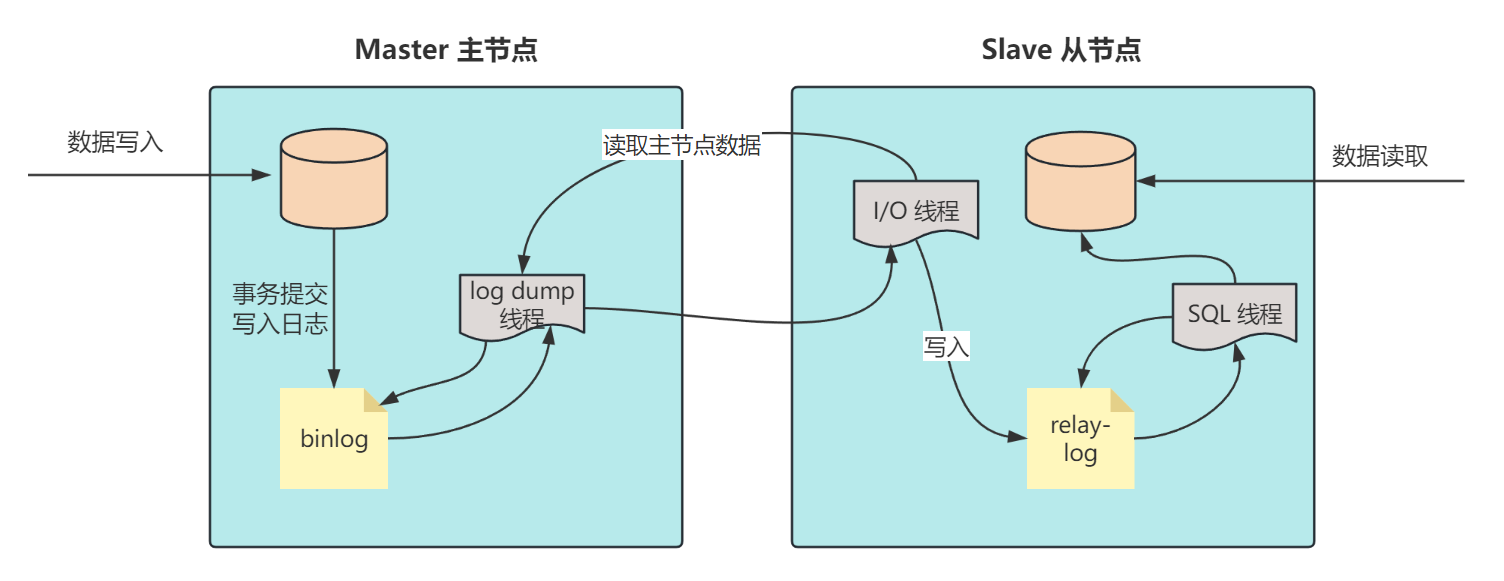 Master 主节点
Slave 从节点
数据写入
读取主节点数据
数据读取
I/O 线程
事务提交
写入日志
log dump
线程
SQL 线程
写入
binlog
relay-
log